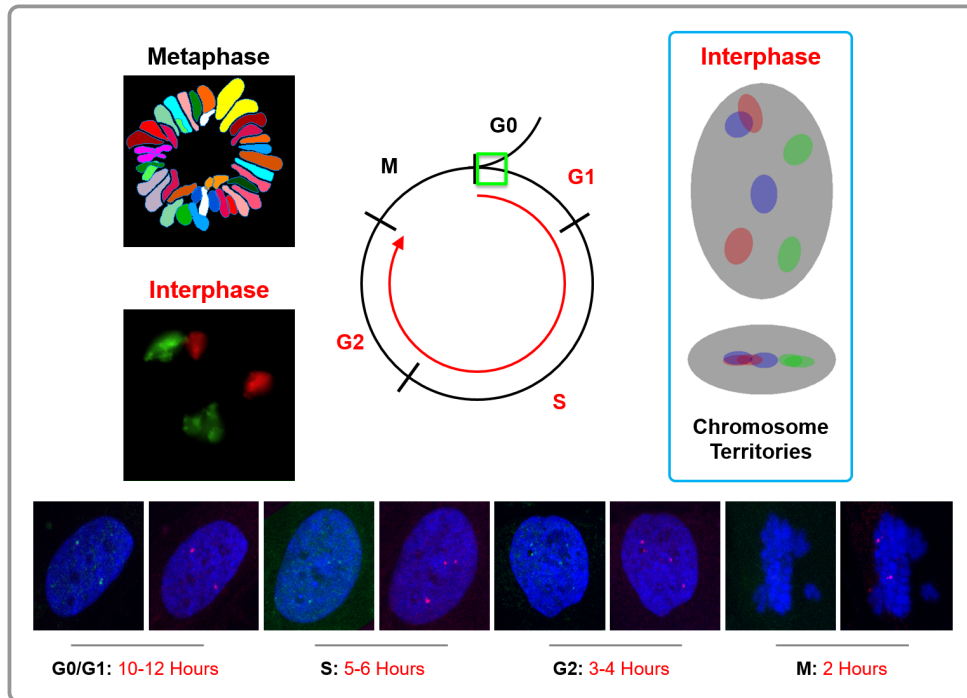 Metaphase
Interphase
G0
M
G1
G2
S
Interphase
Chromosome
Territories
G0/G1: 10-12 Hours
S: 5-6 Hours
G2: 3-4 Hours
M: 2 Hours